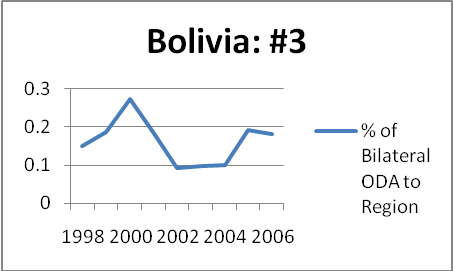 Bolivia: #3
0.3
0.2
0.1
0
1998 2000 2002 2004 2006
% of
Bilateral
ODA to
Region